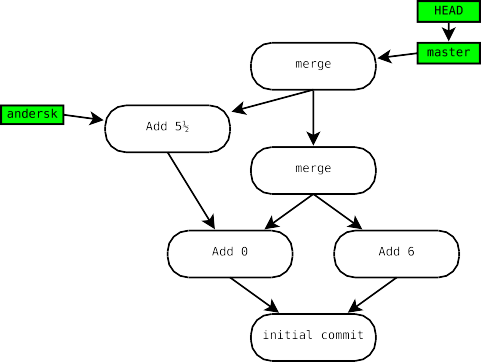 HEAD
master
merge
andersk
Add 5½
merge
Add 0
Add 6
initial commit